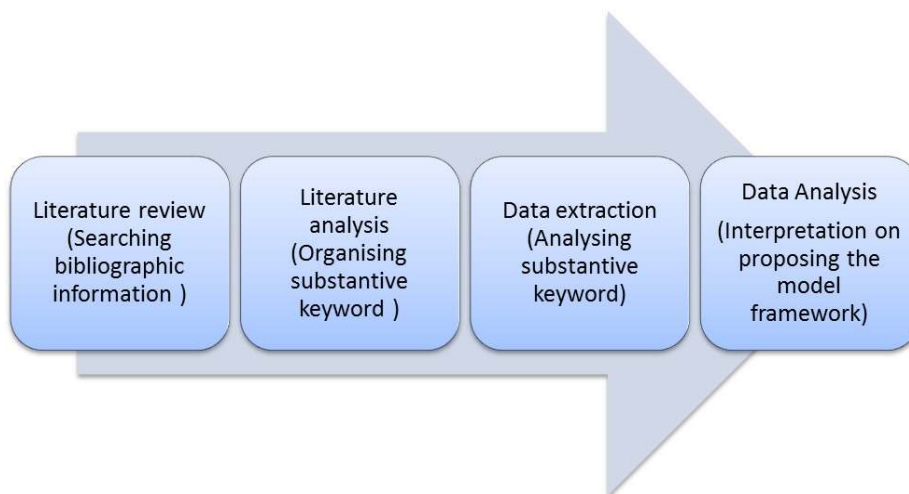 Literature review
(Searching
bibliographic
information )
Literature
analysis
(Organising
substantive
keyword )
Data extraction
(Analysing
substantive
keyword)
Data Analysis
(Interpretation on
proposing the
model
framework)